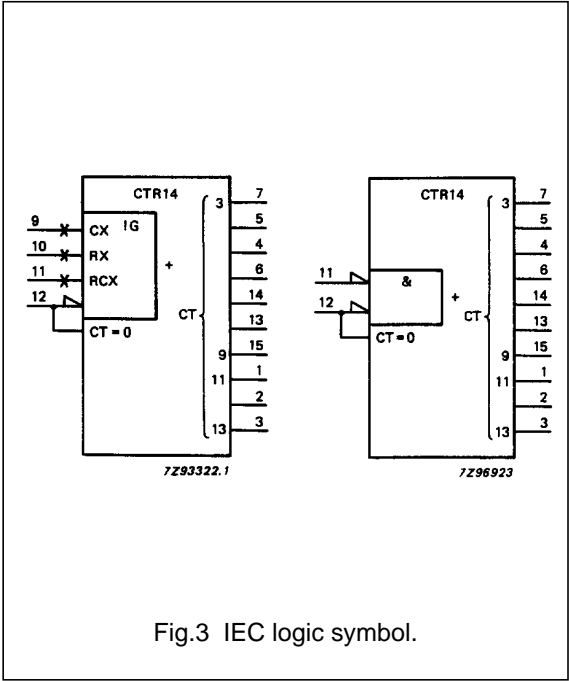 CTR14
9 CX !G
10 RX
11 RCX
12
CT = 0
+
CT
3 7
5
4
6
14
13
9 15
11 1
2
13 3
7Z93322.1
CTR14
11
12
&
CT = 0
+
CT
3 7
5
4
6
14
13
9 15
11 1
2
13 3
7Z96923
Fig.3 IEC logic symbol.